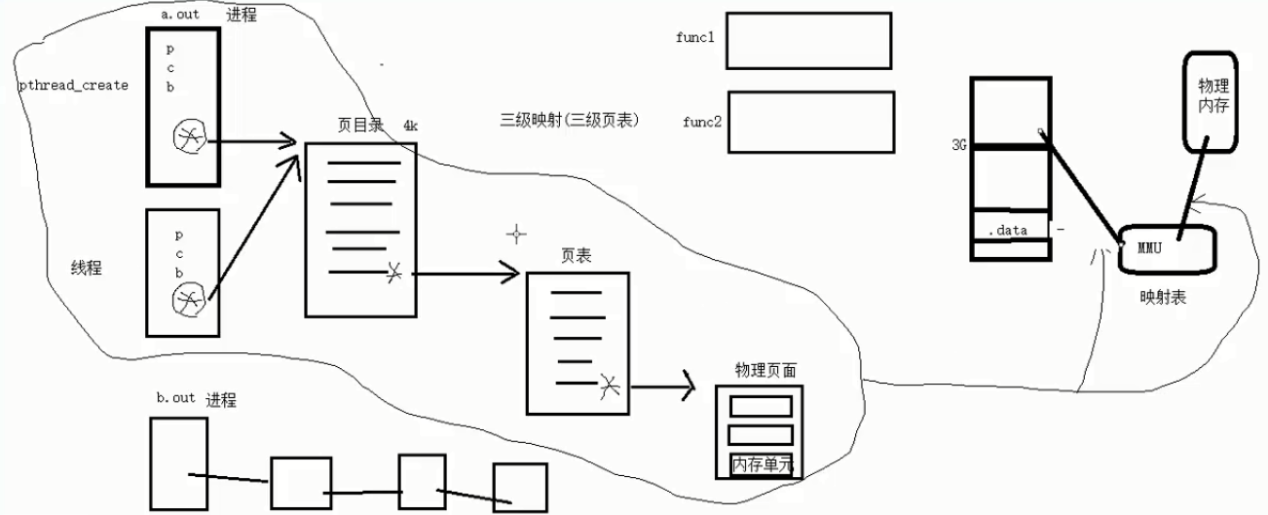 a.out 进程
p
c
b
pthread_create
线程
p
c
b
页目录 4k
三级映射(三级页表)
页表
物理页面
内存单元
b.out 进程
func1
func2
3G
.data
MMU
映射表
物理
内存